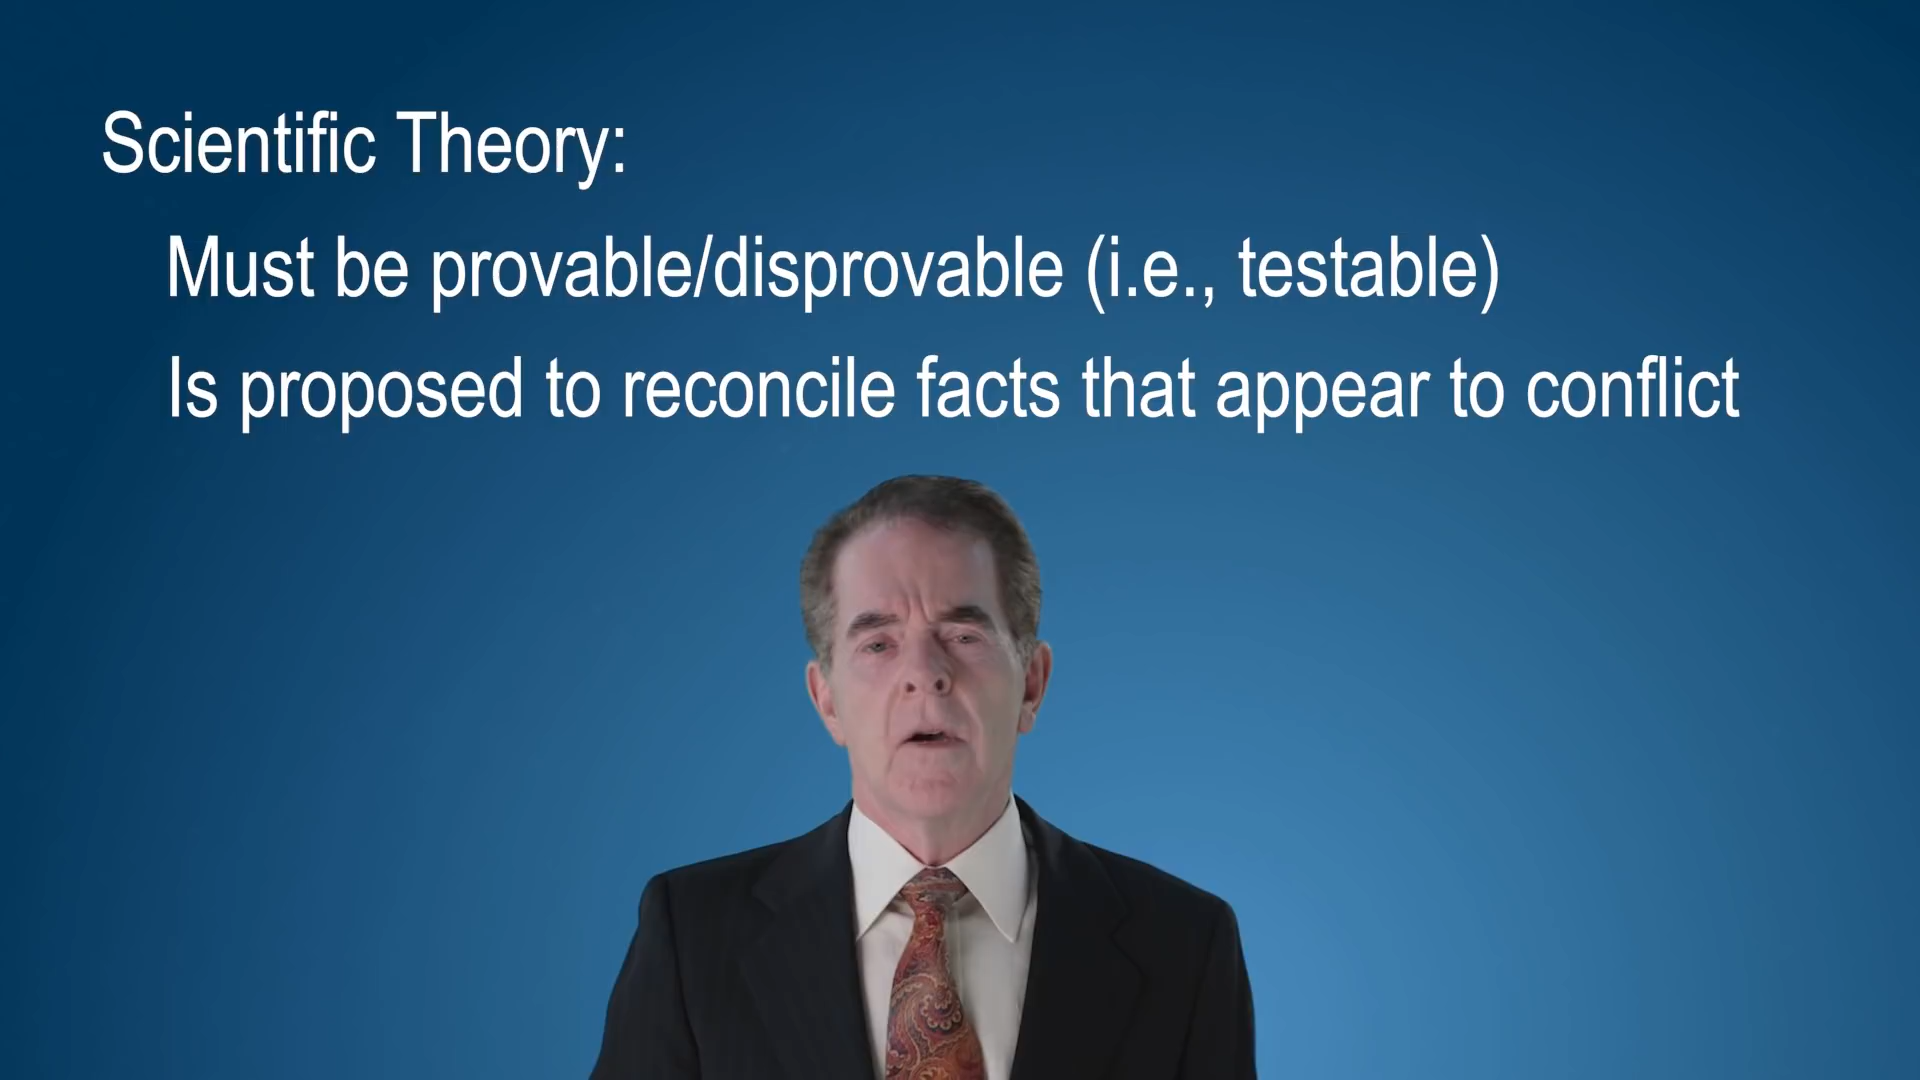 Scientific Theory:
Must be provable/disprovable (i.e., testable)
Is proposed to reconcile facts that appear to conflict